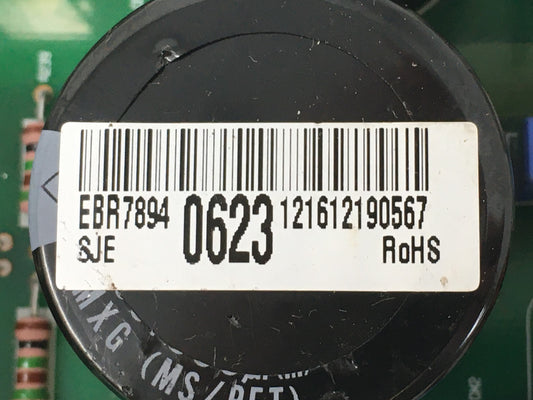 EBR7894 0623 121612190567
SJE RoHS
MXG (MS/PET)